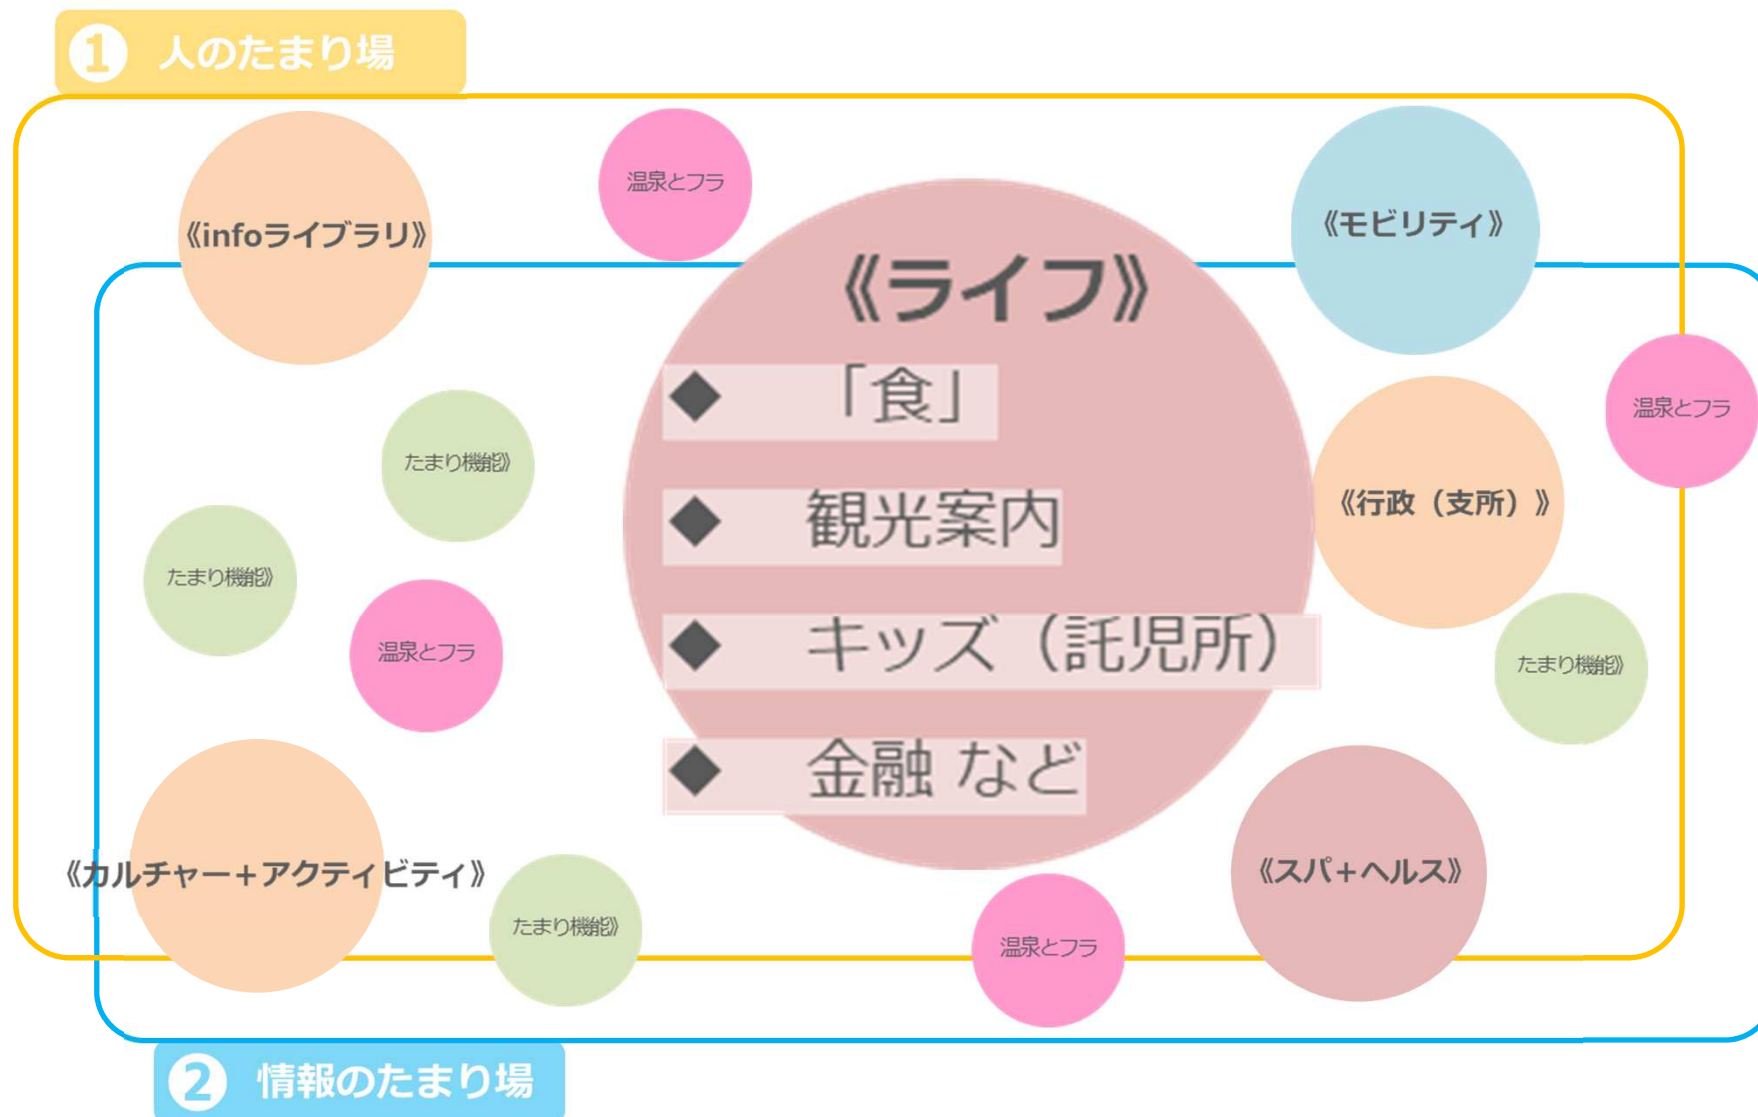 1 人のたまり場
温泉とフラ
《infoライブラリ》
《モビリティ》
《ライフ》
◆ 「食」
温泉とフラ
たまり機能》
◆ 観光案内
《行政（支所）》
たまり機能》
温泉とフラ
◆ キッズ（託児所）
たまり機能》
◆ 金融 など
《カルチャー+アクティビティ》
《スパ+ヘルス》
たまり機能》
温泉とフラ
2 情報のたまり場